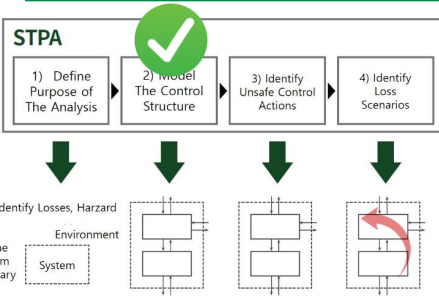 STPA
1) Define
Purpose of
The Analysis
2) Model
The Control
Structure
3) Identify
Unsafe Control
Actions
4) Identify
Loss
Scenarios
dentify Losses, Harzard
Environment
System